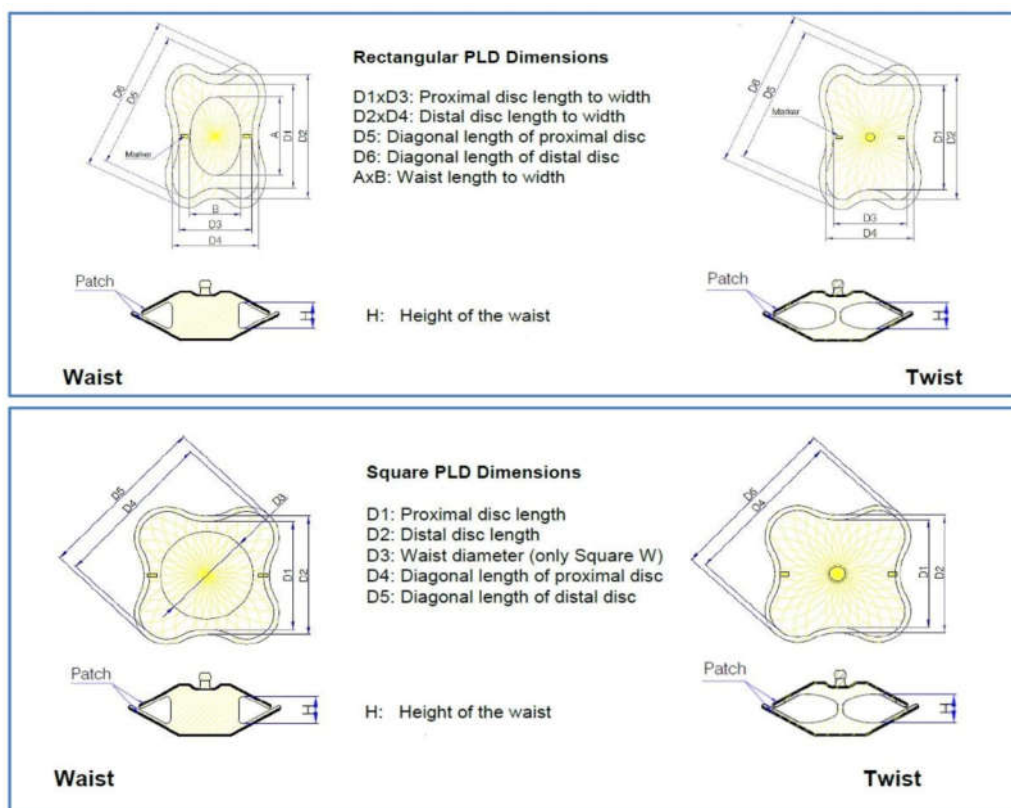 Rectangular PLD Dimensions
D1xD3: Proximal disc length to width
D2xD4: Distal disc length to width
D5: Diagonal length of proximal disc
D6: Diagonal length of distal disc
AxB: Waist length to width
D6
D5
Marker
A
D1
D2
B
D3
D4
D6
D5
Marker
D1
D2
D3
D4
Patch
H
H: Height of the waist
Patch
H
Waist
Twist
Square PLD Dimensions
D1: Proximal disc length
D2: Distal disc length
D3: Waist diameter (only Square W)
D4: Diagonal length of proximal disc
D5: Diagonal length of distal disc
D5
D4
D3
D1
D2
D4
D1
D2
Patch
H
H: Height of the waist
Patch
H
Waist
Twist